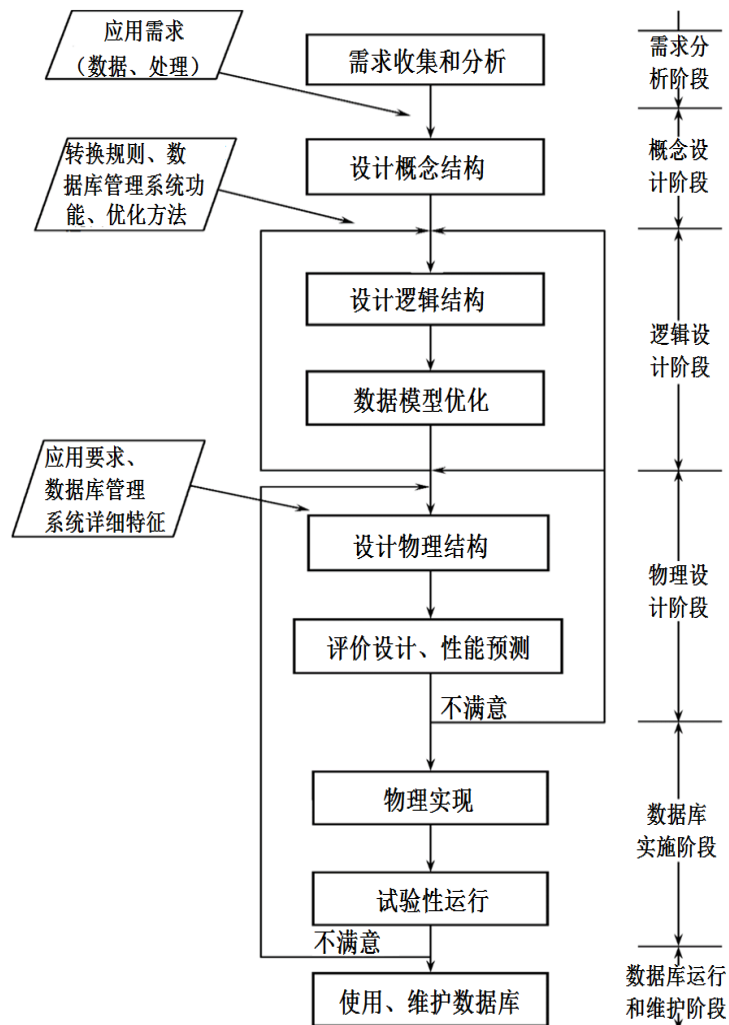 应用需求
（数据、处理）
需求收集和分析
需求分
析阶段
转换规则、数
据库管理系统功
能、优化方法
设计概念结构
概念设
计阶段
设计逻辑结构
数据模型优化
逻辑设
计阶段
应用要求、
数据库管理
系统详细特征
设计物理结构
评价设计、性能预测
不满意
物理设
计阶段
物理实现
试验性运行
不满意
数据库
实施阶段
使用、维护数据库
数据库运行
和维护阶段